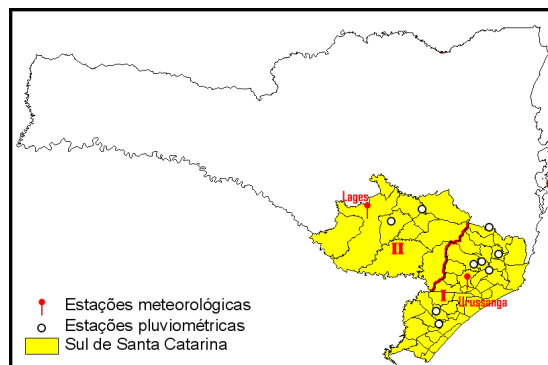 Lages
II
I
Urussanga
Estações meteorológicas
Estações pluviométricas
Sul de Santa Catarina